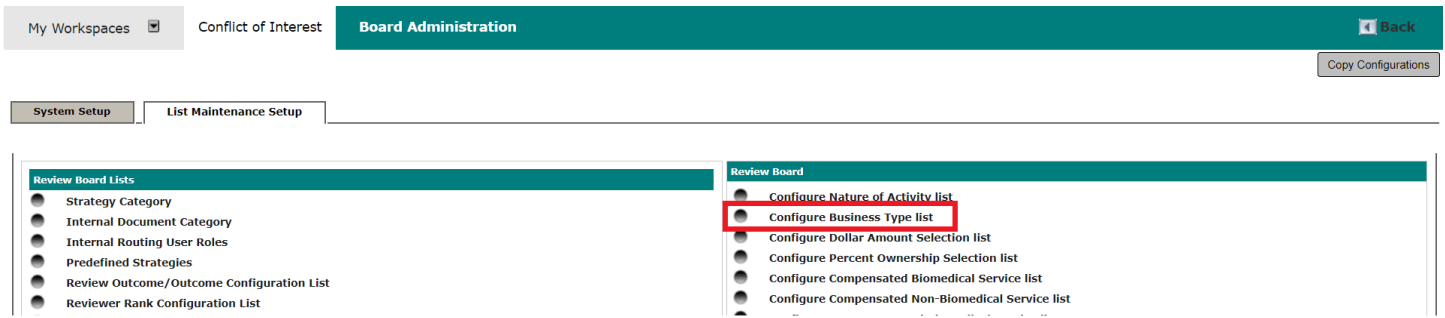 My Workspaces Conflict of Interest Board Administration Back
Copy Configurations
System Setup List Maintenance Setup
Review Board Lists
Strategy Category
Internal Document Category
Internal Routing User Roles
Predefined Strategies
Review Outcome/Outcome Configuration List
Reviewer Rank Configuration List
Review Board
Configure Nature of Activity list
Configure Business Type list
Configure Dollar Amount Selection list
Configure Percent Ownership Selection list
Configure Compensated Biomedical Service list
Configure Compensated Non-Biomedical Service list